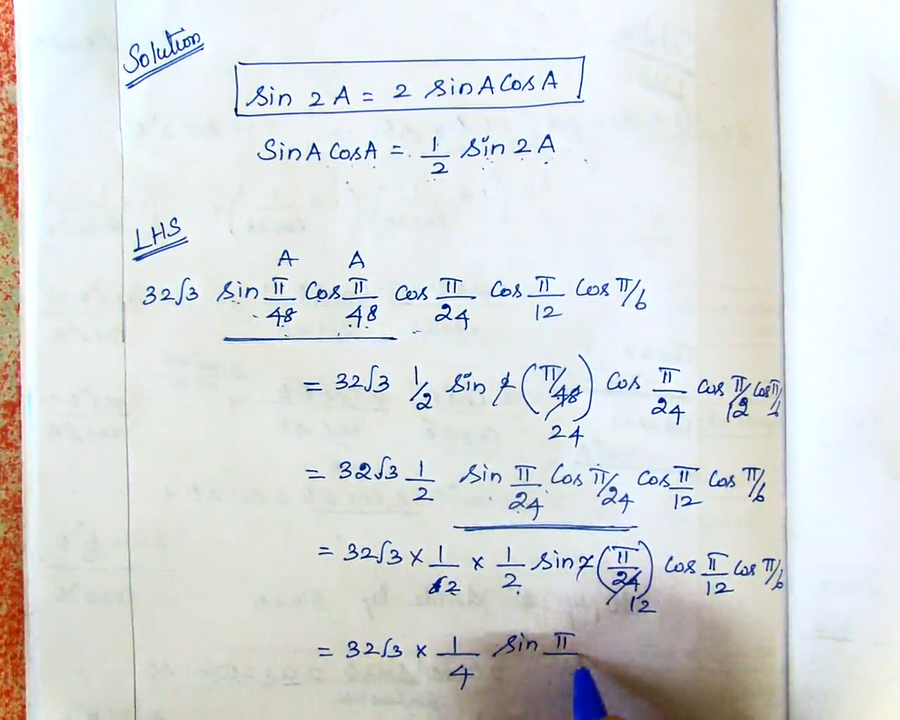 Solution
sin 2A = 2 sinA cosA
SinA cosA = 1/2 sin 2A
LHS
A A
32√3 sin π/48 cos π/48 cos π/24 cos π/12 cos π/6
= 32√3 1/2 sin 2 (π/48) cos π/24 cos π/12 cos π/
24
= 32√3 1/2 sin π/24 cos π/24 cos π/12 cos π/6
= 32√3 × 1/2 × 1/2 sin 2 (π/24) cos π/12 cos π/6
12
= 32√3 × 1/4 sin π